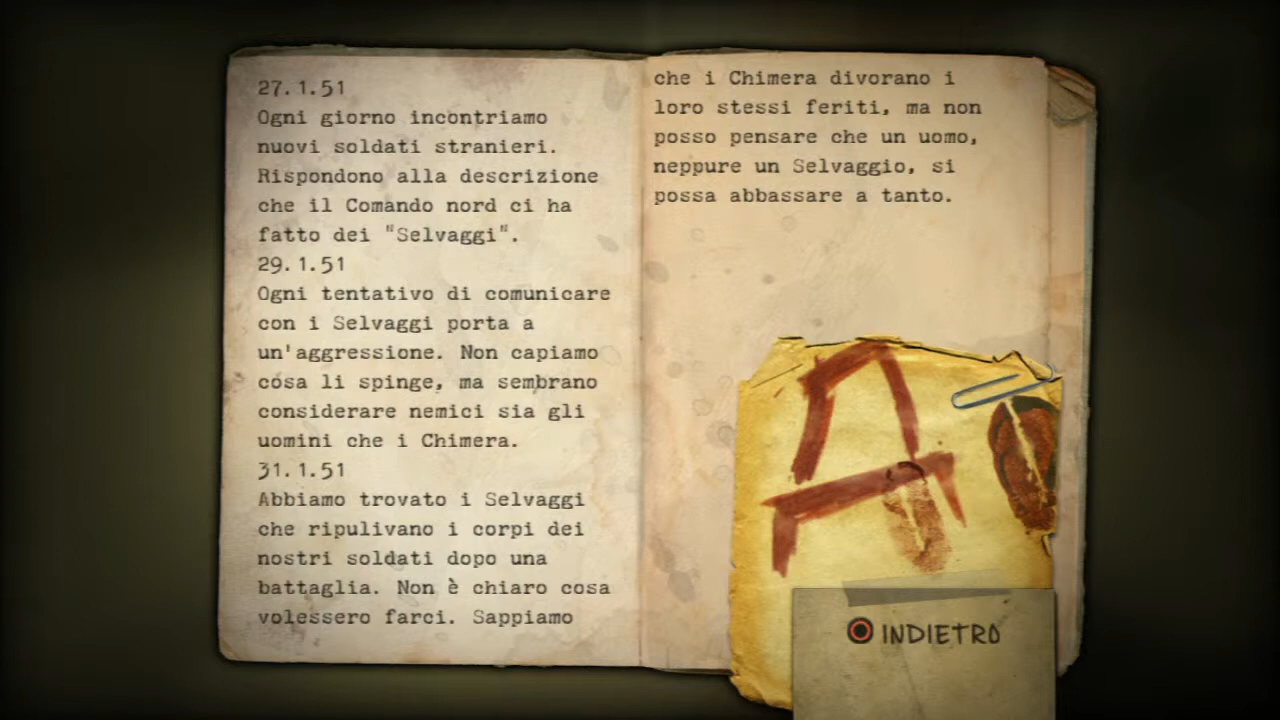 27.1.51
Ogni giorno incontriamo
nuovi soldati stranieri.
Rispondono alla descrizione
che il Comando nord ci ha
fatto dei "Selvaggi".
29.1.51
Ogni tentativo di comunicare
con i Selvaggi porta a
un'aggressione. Non capiamo
cosa li spinge, ma sembrano
considerare nemici sia gli
uomini che i Chimera.
31.1.51
Abbiamo trovato i Selvaggi
che ripulivano i corpi dei
nostri soldati dopo una
battaglia. Non è chiaro cosa
volessero farci. Sappiamo
che i Chimera divorano i
loro stessi feriti, ma non
posso pensare che un uomo,
neppure un Selvaggio, si
possa abbassare a tanto.
Д
INDIETRO